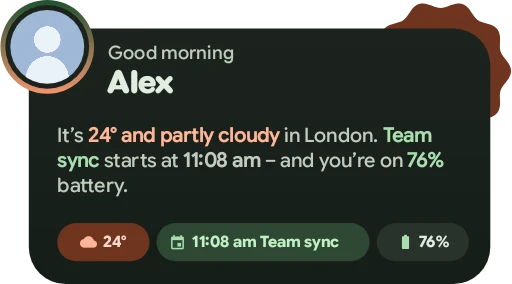 Good morning
Alex
It’s 24° and partly cloudy in London. Team
sync starts at 11:08 am – and you’re on 76%
battery.
24° 11:08 am Team sync 76%